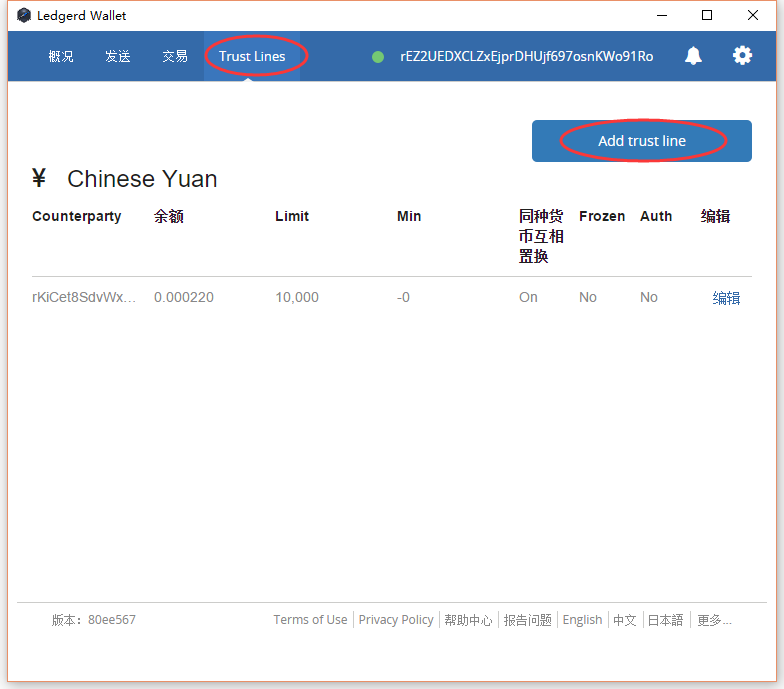 Ledgerd Wallet
概况 发送 交易 Trust Lines rEZ2UEDXCLZxEjprDHUjf697osnKWo91Ro
Add trust line
¥ Chinese Yuan
Counterparty 余额 Limit Min 同种货币互相置换 Frozen Auth 编辑
rKiCet8SdvWx... 0.000220 10,000 -0 On No No 编辑
版本：80ee567 Terms of Use Privacy Policy 帮助中心 报告问题 English 中文 日本語 更多...